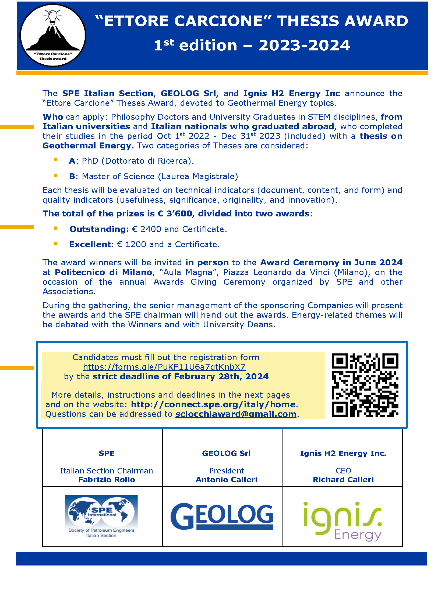 “ETTORE CARCIONE” THESIS AWARD
1st edition – 2023-2024
"Ettore Carcione"
thesis award
The SPE Italian Section, GEOLOG Srl, and Ignis H2 Energy Inc announce the
“Ettore Carcione” Theses Award, devoted to Geothermal Energy topics.
Who can apply: Philosophy Doctors and University Graduates in STEM disciplines, from
Italian universities and Italian nationals who graduated abroad, who completed
their studies in the period Oct 1st 2022 - Dec 31st 2023 (included) with a thesis on
Geothermal Energy. Two categories of Theses are considered:
A: PhD (Dottorato di Ricerca).
B: Master of Science (Laurea Magistrale)
Each thesis will be evaluated on technical indicators (document, content, and form) and
quality indicators (usefulness, significance, originality, and innovation).
The total of the prizes is € 3’600, divided into two awards:
Outstanding: € 2400 and Certificate.
Excellent: € 1200 and a Certificate.
The award winners will be invited in person to the Award Ceremony in June 2024
at Politecnico di Milano, “Aula Magna”, Piazza Leonardo da Vinci (Milano), on the
occasion of the annual Awards Giving Ceremony organized by SPE and other
Associations.
During the gathering, the senior management of the sponsoring Companies will present
the awards and the SPE chairman will hand out the awards. Energy-related themes will
be debated with the Winners and with University Deans.
Candidates must fill out the registration form
https://forms.gle/PuKF11U6a7dtKnbX7
by the strict deadline of February 28th, 2024
More details, instructions and deadlines in the next pages
and on the website: http://connect.spe.org/italy/home.
Questions can be addressed to sciocchiaward@gmail.com.
SPE
Italian Section Chairman
Fabrizio Rollo
GEOLOG Srl
President
Antonio Calleri
Ignis H2 Energy Inc.
CEO
Richard Calleri
SPE
International
Society of Petroleum Engineers
Italian Section
GEOLOG
ignis
Energy